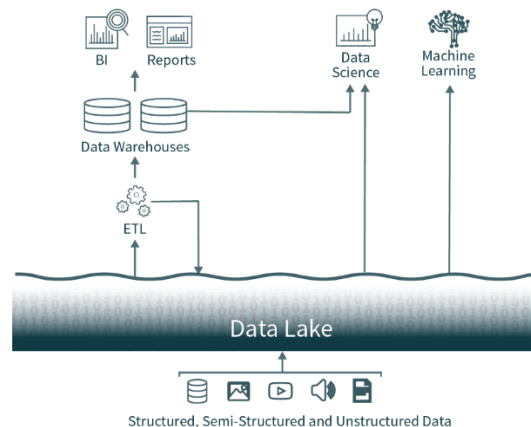 BI
Reports
Data
Science
Machine
Learning
Data Warehouses
ETL
Data Lake
Structured, Semi-Structured and Unstructured Data